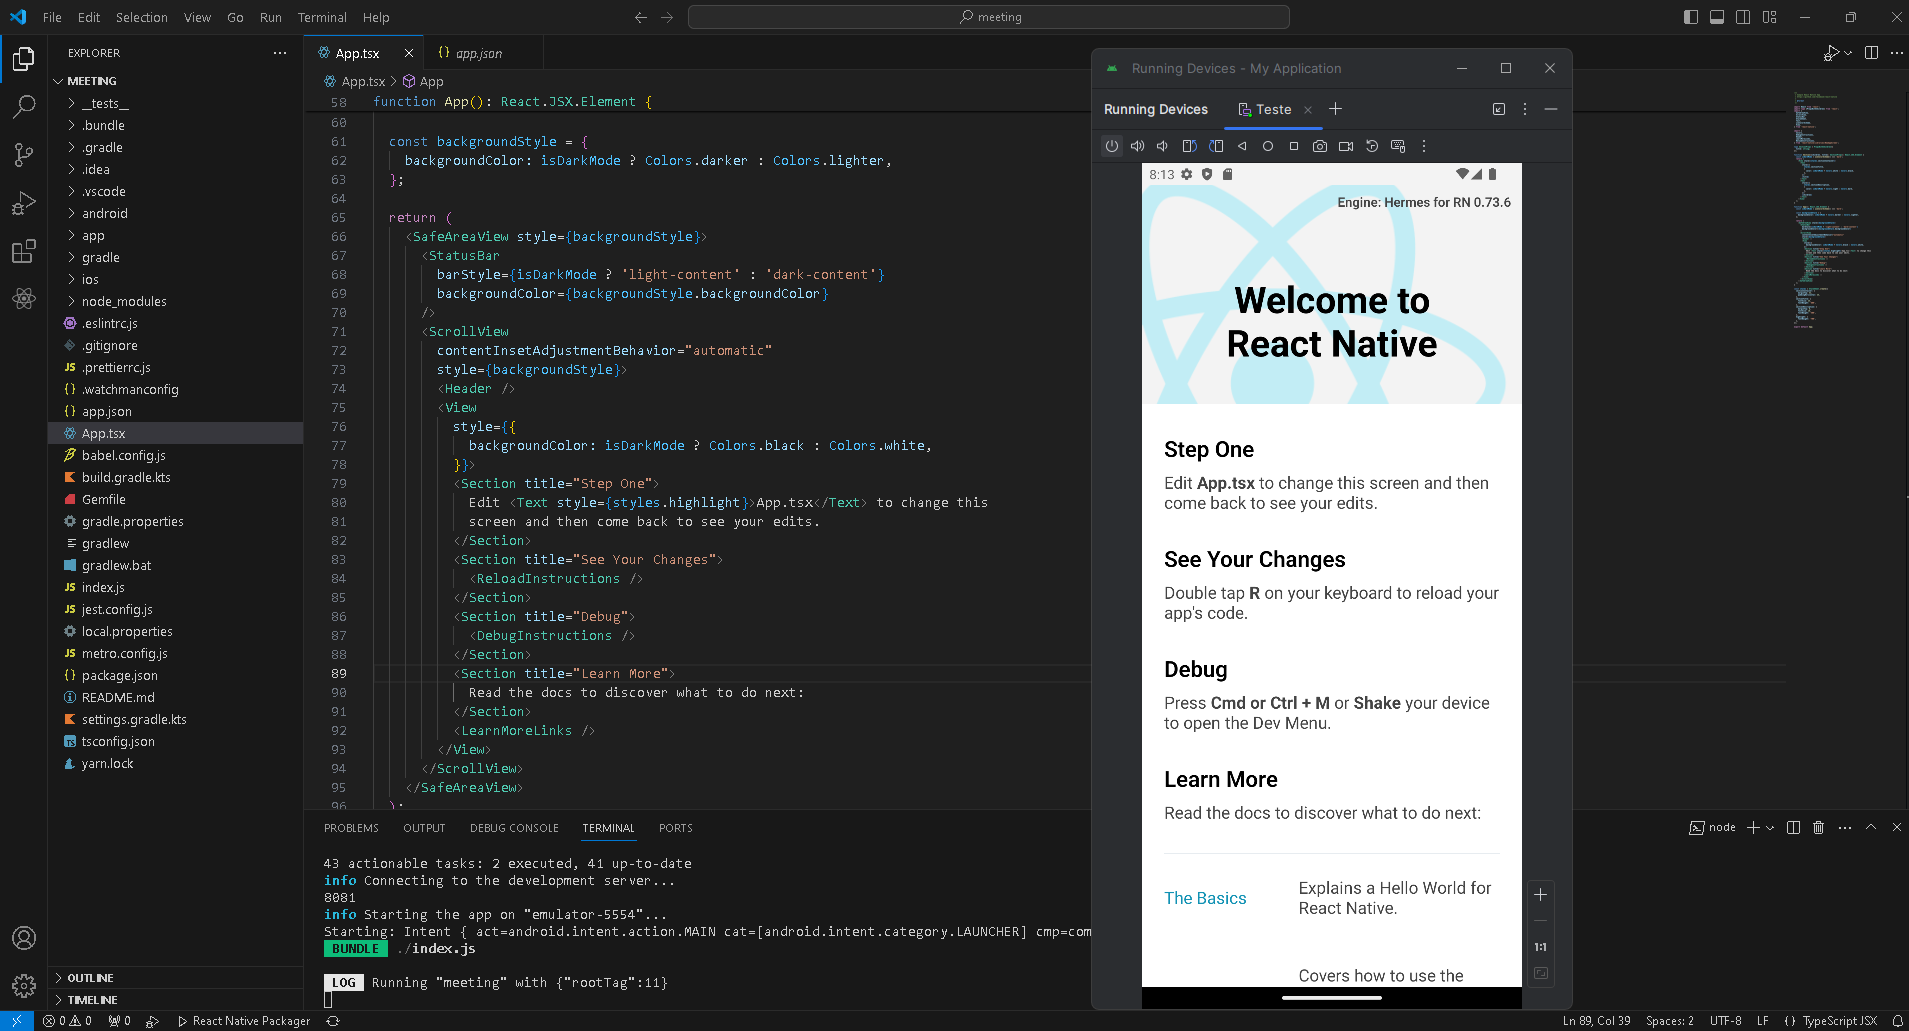 File Edit Selection View Go Run Terminal Help
meeting
EXPLORER
MEETING
__tests__
.bundle
.gradle
.idea
.vscode
android
app
gradle
ios
node_modules
.eslintrc.js
.gitignore
JS .prettierrc.js
{} .watchmanconfig
{} app.json
App.tsx
babel.config.js
build.gradle.kts
Gemfile
gradle.properties
gradlew
gradlew.bat
JS index.js
JS jest.config.js
local.properties
JS metro.config.js
{} package.json
README.md
settings.gradle.kts
TS tsconfig.json
yarn.lock
OUTLINE
TIMELINE
App.tsx
{} app.json
App.tsx > App
58 function App(): React.JSX.Element {
60
61 const backgroundStyle = {
62 backgroundColor: isDarkMode ? Colors.darker : Colors.lighter,
63 };
64
65 return (
66 <SafeAreaView style={backgroundStyle}>
67 <StatusBar
68 barStyle={isDarkMode ? 'light-content' : 'dark-content'}
69 backgroundColor={backgroundStyle.backgroundColor}
70 />
71 <ScrollView
72 contentInsetAdjustmentBehavior="automatic"
73 style={backgroundStyle}>
74 <Header />
75 <View
76 style={{
77 backgroundColor: isDarkMode ? Colors.black : Colors.white,
78 }}>
79 <Section title="Step One">
80 Edit <Text style={styles.highlight}>App.tsx</Text> to change this
81 screen and then come back to see your edits.
82 </Section>
83 <Section title="See Your Changes">
84 <ReloadInstructions />
85 </Section>
86 <Section title="Debug">
87 <DebugInstructions />
88 </Section>
89 <Section title="Learn More">
90 Read the docs to discover what to do next:
91 </Section>
92 <LearnMoreLinks />
93 </View>
94 </ScrollView>
95 </SafeAreaView>
96 );
PROBLEMS OUTPUT DEBUG CONSOLE TERMINAL PORTS
node
43 actionable tasks: 2 executed, 41 up-to-date
info Connecting to the development server...
8081
info Starting the app on "emulator-5554"...
Starting: Intent { act=android.intent.action.MAIN cat=[android.intent.category.LAUNCHER] cmp=com
BUNDLE ./index.js
LOG Running "meeting" with {"rootTag":11}
Running Devices - My Application
Running Devices
Teste
8:13
Engine: Hermes for RN 0.73.6
Welcome to
React Native
Step One
Edit App.tsx to change this screen and then
come back to see your edits.
See Your Changes
Double tap R on your keyboard to reload your
app's code.
Debug
Press Cmd or Ctrl + M or Shake your device
to open the Dev Menu.
Learn More
Read the docs to discover what to do next:
The Basics
Explains a Hello World for
React Native.
Covers how to use the
1:1
0 0 0 React Native Packager
Ln 89, Col 39 Spaces: 2 UTF-8 LF {} TypeScript JSX